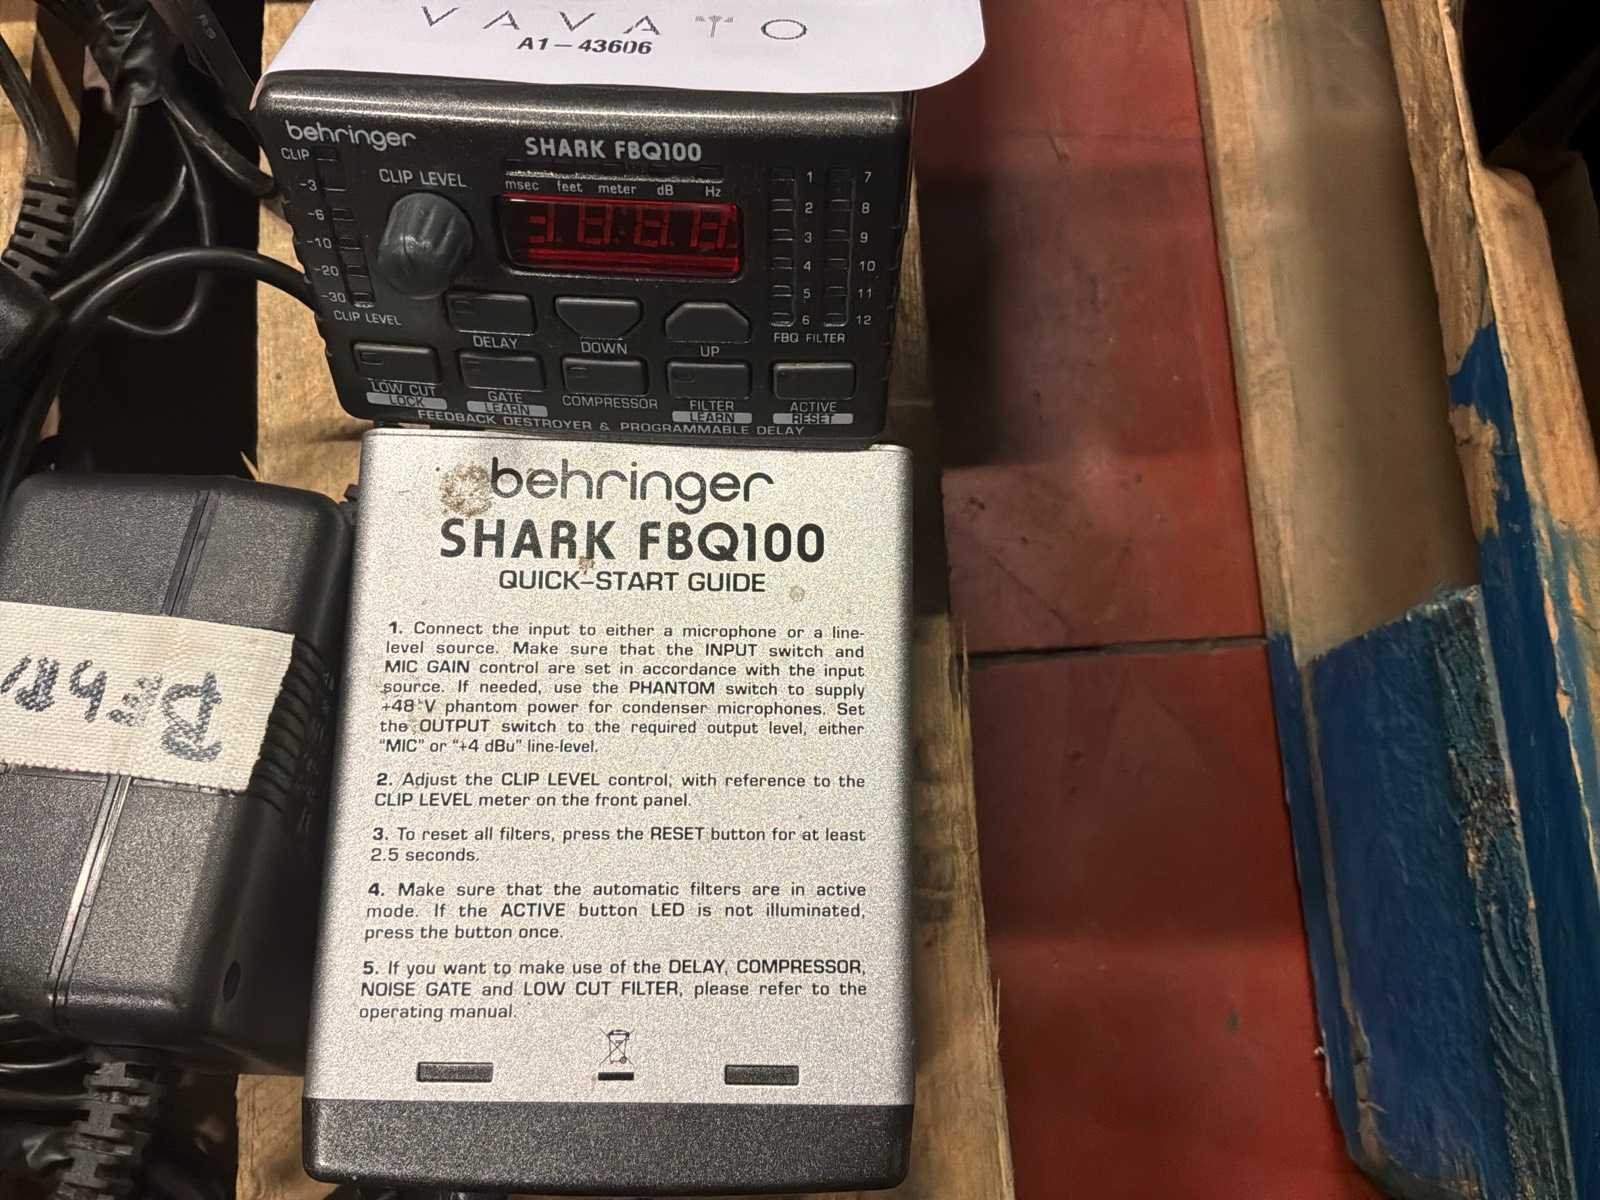 VAVATO
A1-43606
behringer
SHARK FBQ100
CLIP
-3
-6
-10
-20
-30
CLIP LEVEL
CLIP LEVEL
msec feet meter dB Hz
1 7
2 8
3 9
4 10
5 11
6 12
FBQ FILTER
DELAY DOWN UP
LOW CUT GATE COMPRESSOR FILTER ACTIVE
LOCK LEARN LEARN RESET
FEEDBACK DESTROYER & PROGRAMMABLE DELAY
behringer
SHARK FBQ100
QUICK-START GUIDE
1. Connect the input to either a microphone or a line-
level source. Make sure that the INPUT switch and
MIC GAIN control are set in accordance with the input
source. If needed, use the PHANTOM switch to supply
+48 V phantom power for condenser microphones. Set
the OUTPUT switch to the required output level, either
"MIC" or "+4 dBu" line-level.
2. Adjust the CLIP LEVEL control, with reference to the
CLIP LEVEL meter on the front panel.
3. To reset all filters, press the RESET button for at least
2.5 seconds.
4. Make sure that the automatic filters are in active
mode. If the ACTIVE button LED is not illuminated,
press the button once.
5. If you want to make use of the DELAY, COMPRESSOR,
NOISE GATE and LOW CUT FILTER, please refer to the
operating manual.